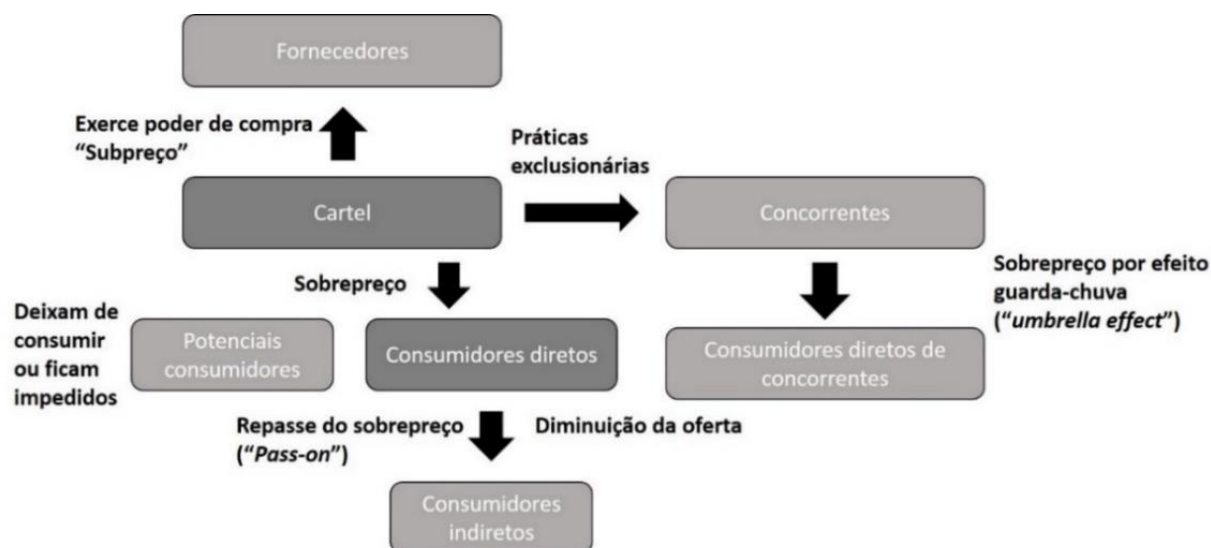 Fornecedores
Exerce poder de compra
“Subpreço”
Práticas
exclusionárias
Cartel
Concorrentes
Sobrepreço
Sobrepreço por efeito
guarda-chuva
(“umbrella effect”)
Deixam de
consumir
ou ficam
impedidos
Potenciais
consumidores
Consumidores diretos
Consumidores diretos de
concorrentes
Repasse do sobrepreço
(“Pass-on”)
Diminuição da oferta
Consumidores
indiretos